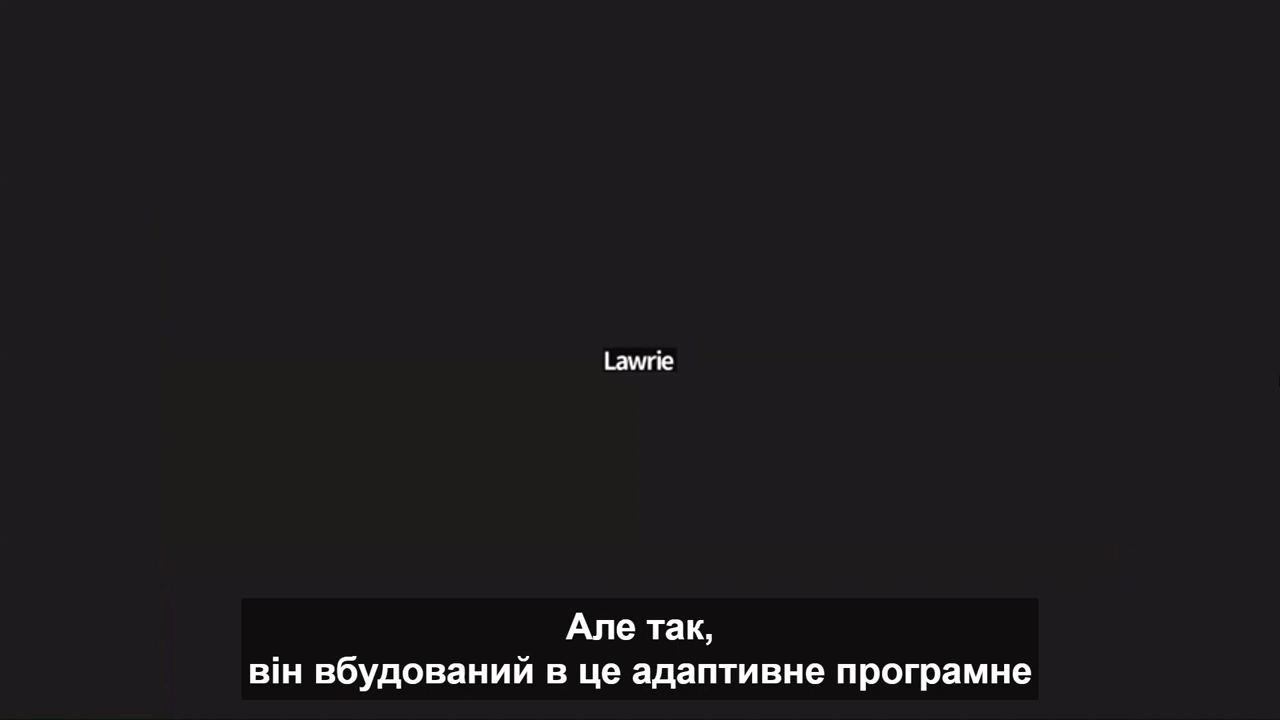 Lawrie
Але так,
він вбудований в це адаптивне програмне